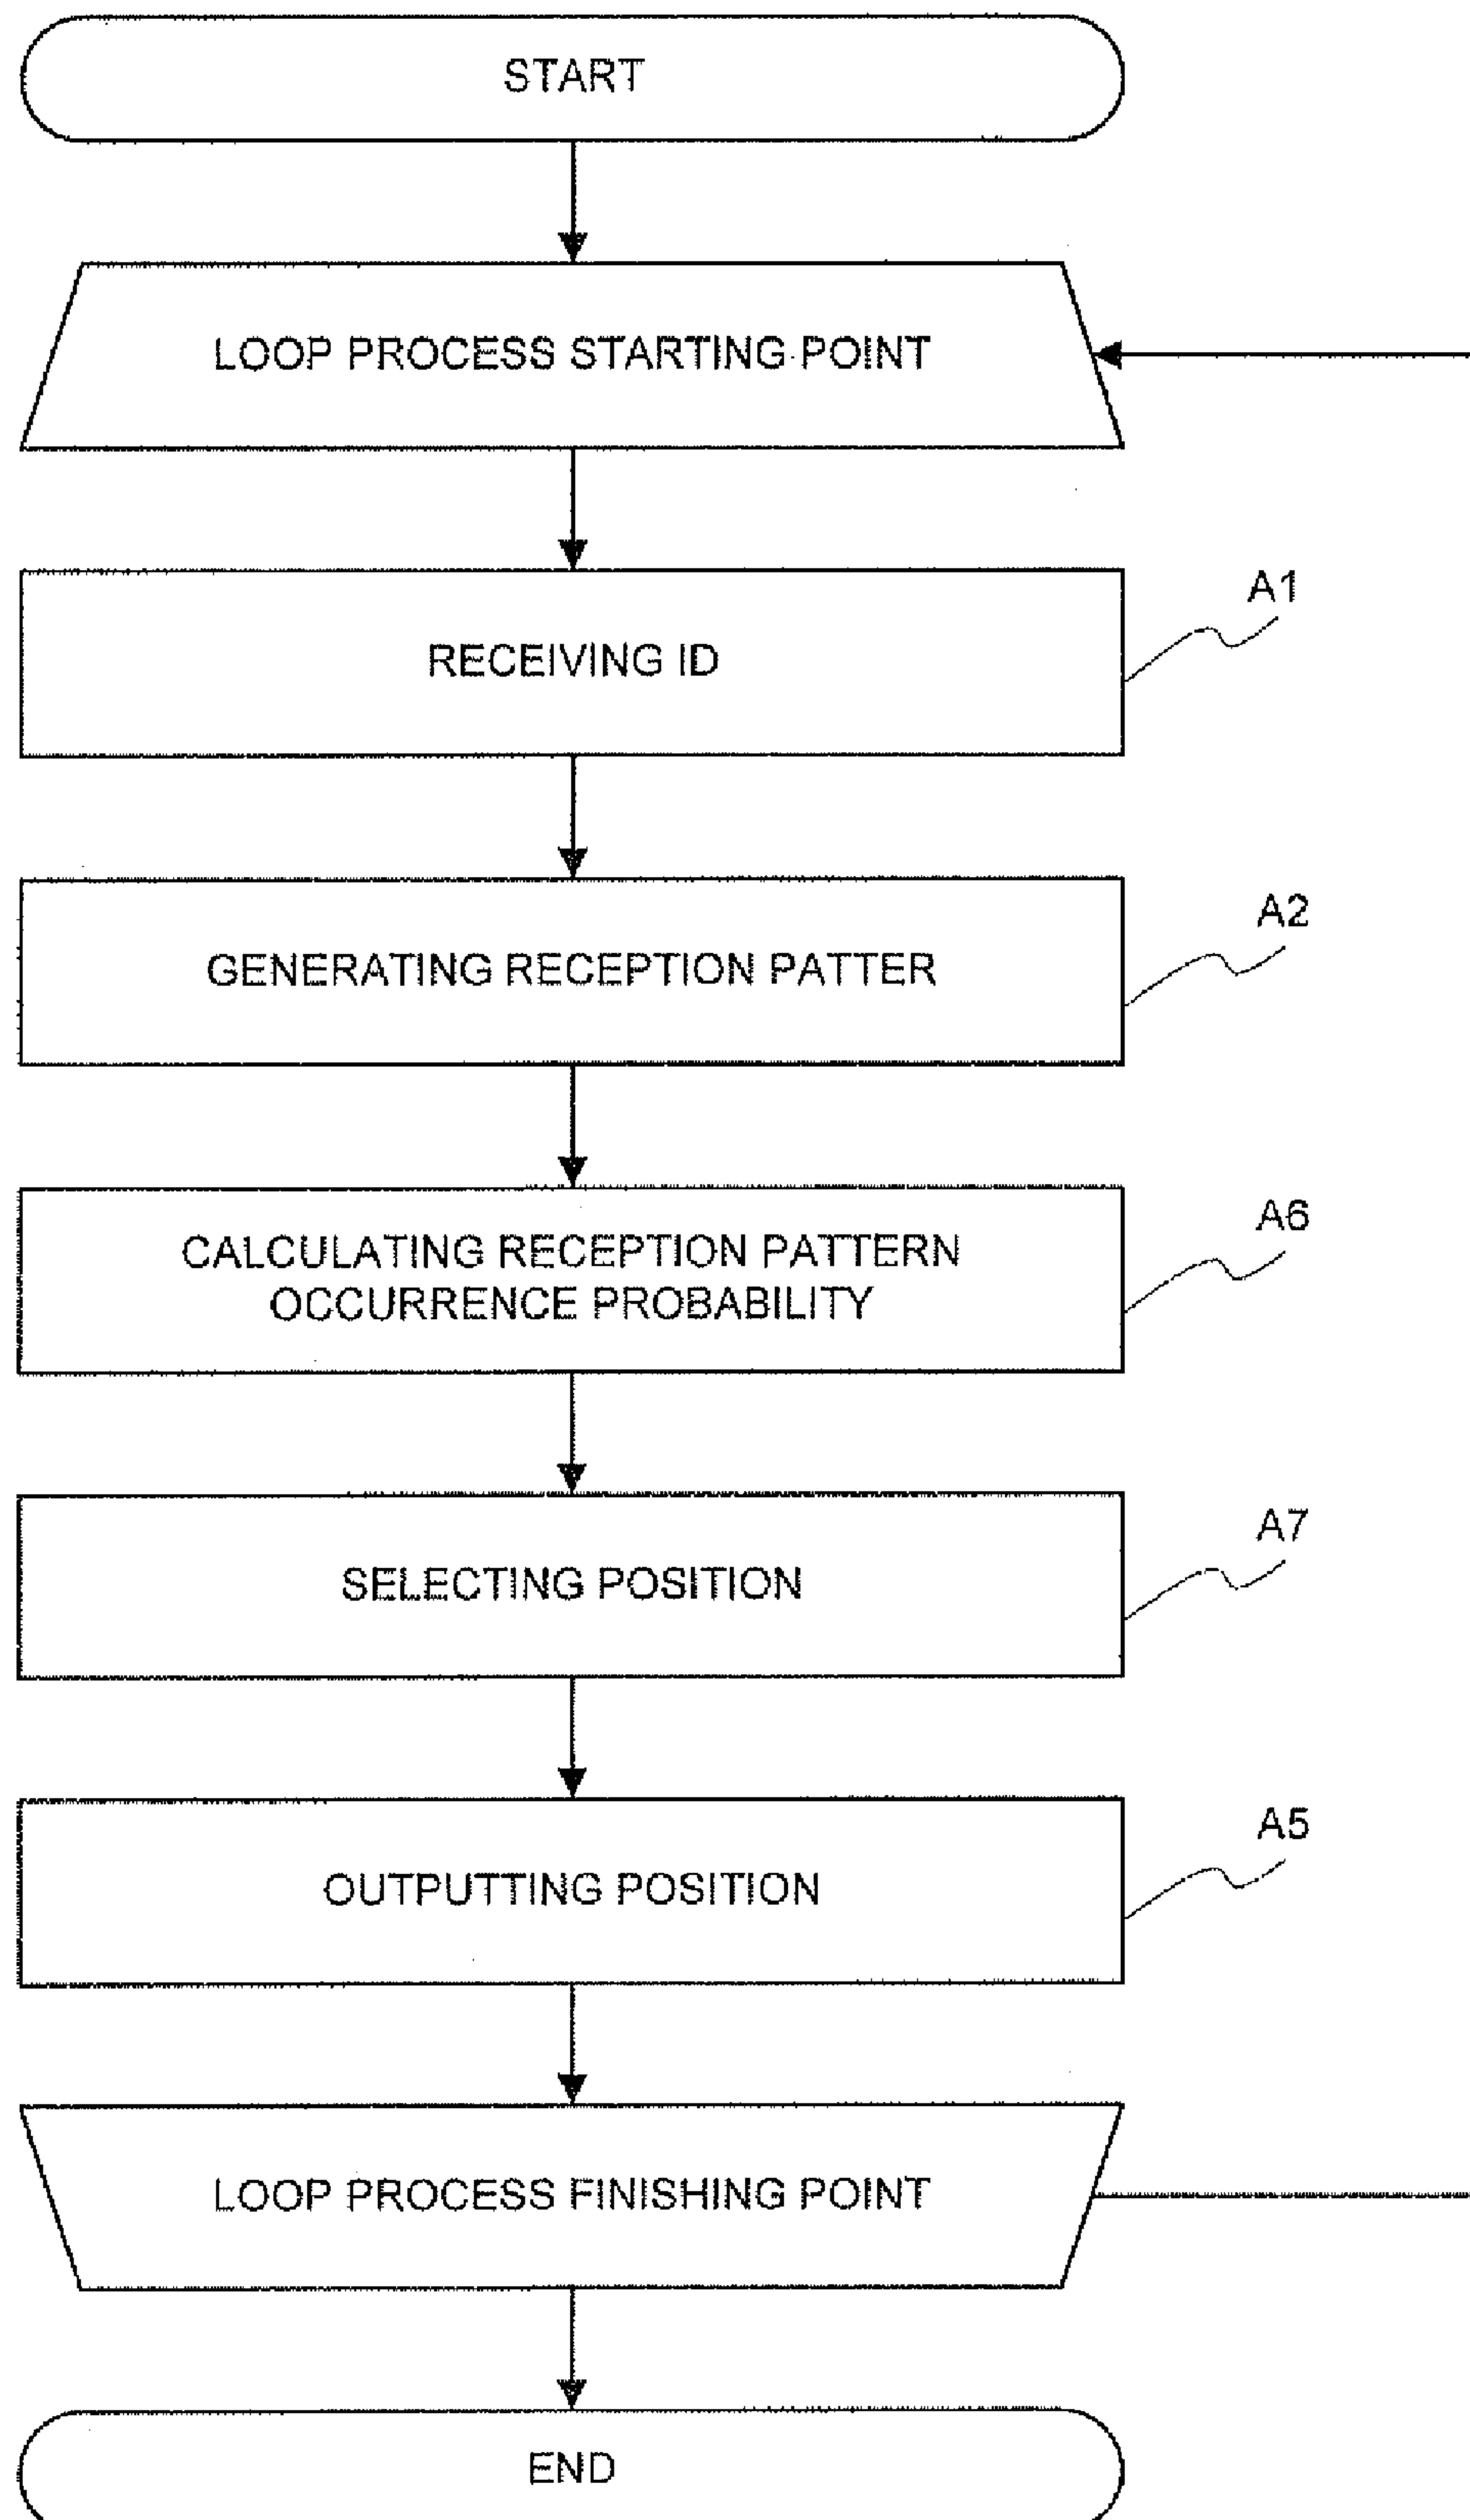 START
LOOP PROCESS STARTING POINT
A1
RECEIVING ID
A2
GENERATING RECEPTION PATTER
A6
CALCULATING RECEPTION PATTERN
OCCURRENCE PROBABILITY
A7
SELECTING POSITION
A5
OUTPUTTING POSITION
LOOP PROCESS FINISHING POINT
END